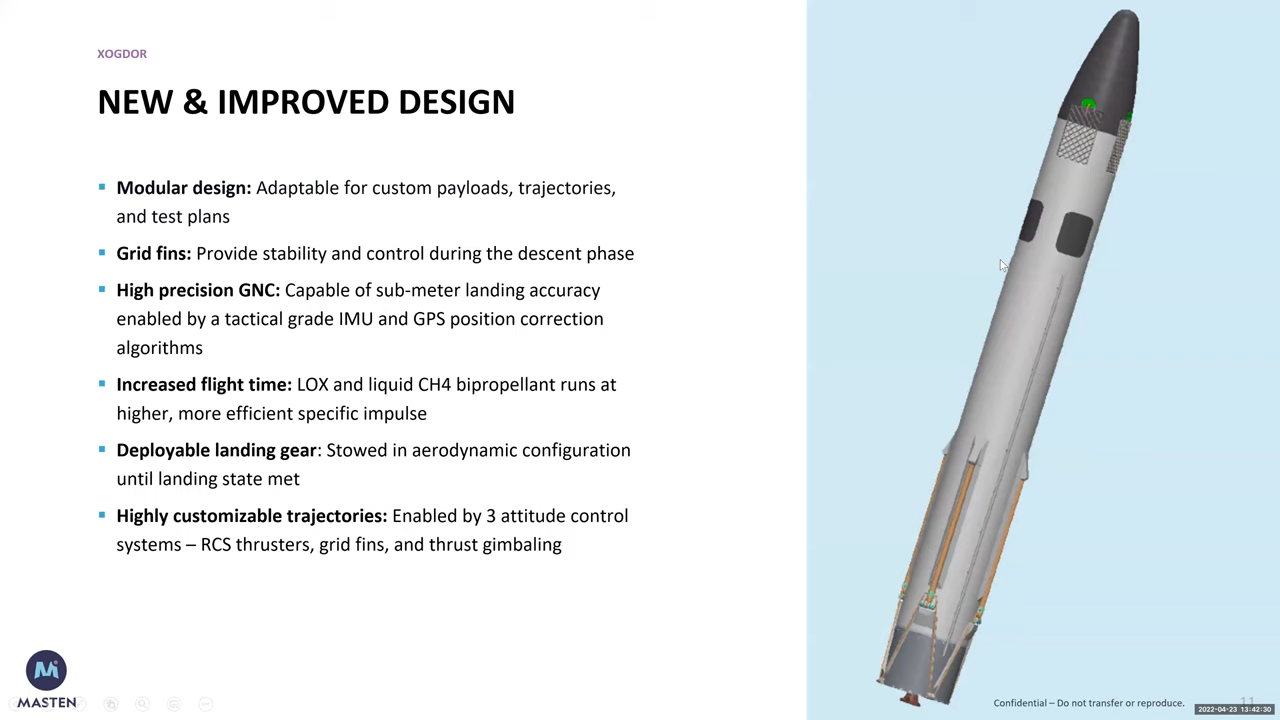 XOGDOR
NEW & IMPROVED DESIGN
Modular design: Adaptable for custom payloads, trajectories,
and test plans
Grid fins: Provide stability and control during the descent phase
High precision GNC: Capable of sub-meter landing accuracy
enabled by a tactical grade IMU and GPS position correction
algorithms
Increased flight time: LOX and liquid CH4 bipropellant runs at
higher, more efficient specific impulse
Deployable landing gear: Stowed in aerodynamic configuration
until landing state met
Highly customizable trajectories: Enabled by 3 attitude control
systems – RCS thrusters, grid fins, and thrust gimbaling
M
MASTEN
Confidential – Do not transfer or reproduce.
11
2022-04-23 13:42:30